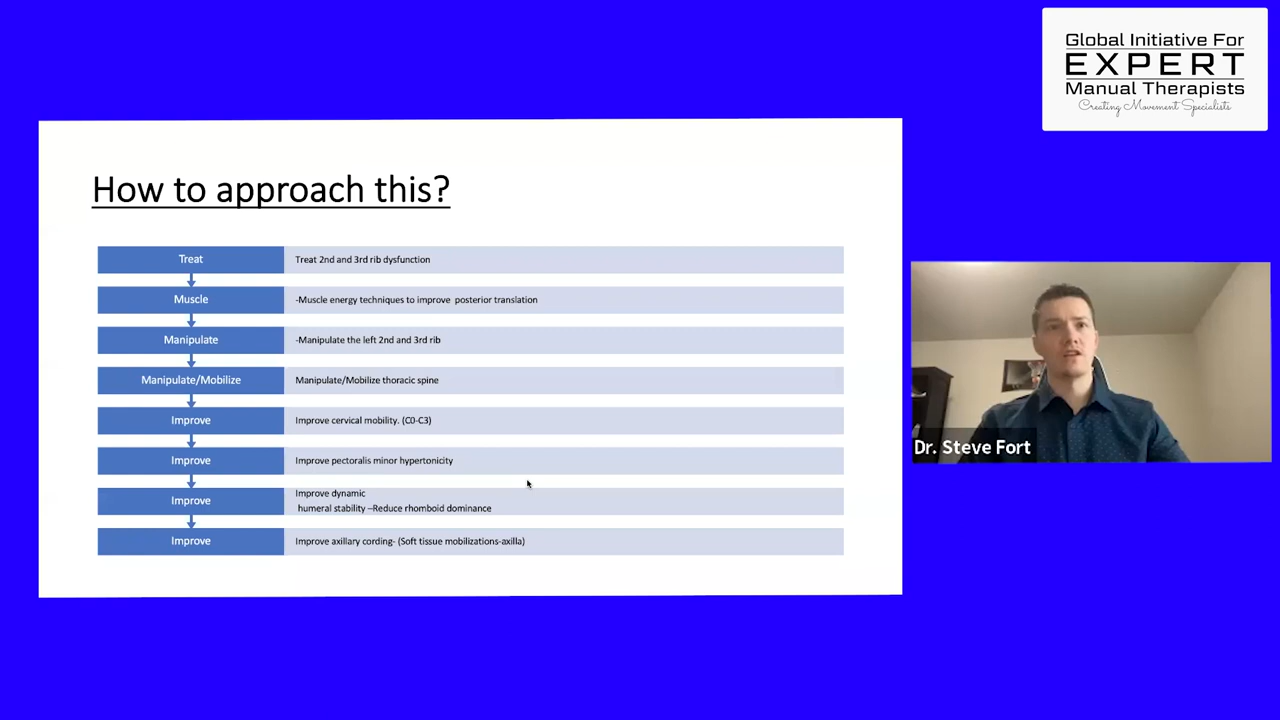 Global Initiative For
EXPERT
Manual Therapists
Creating Movement Specialists
How to approach this?
Treat
Treat 2nd and 3rd rib dysfunction
Muscle
-Muscle energy techniques to improve posterior translation
Manipulate
-Manipulate the left 2nd and 3rd rib
Manipulate/Mobilize
Manipulate/Mobilize thoracic spine
Improve
Improve cervical mobility. (C0-C3)
Improve
Improve pectoralis minor hypertonicity
Improve
Improve dynamic
humeral stability –Reduce rhomboid dominance
Improve
Improve axillary cording- (Soft tissue mobilizations-axilla)
Dr. Steve Fort